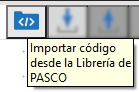 Importar código
desde la Librería de
PASCO